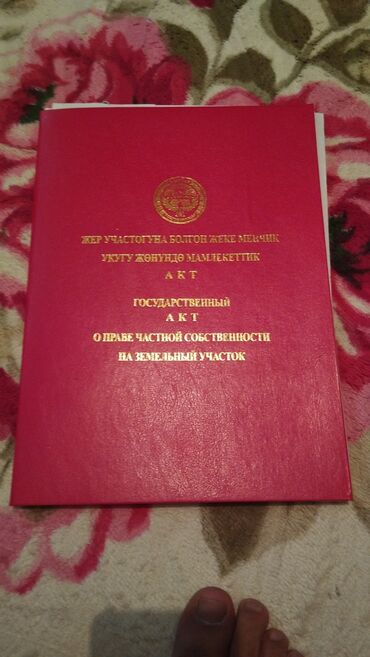 ЖЕР УЧАСТОГУНА БОЛГОН ЖЕКЕ МЕНЧИК
УКУГУ ЖӨНҮНДӨ МАМЛЕКЕТТИК
АКТ
ГОСУДАРСТВЕННЫЙ
АКТ
О ПРАВЕ ЧАСТНОЙ СОБСТВЕННОСТИ
НА ЗЕМЕЛЬНЫЙ УЧАСТОК